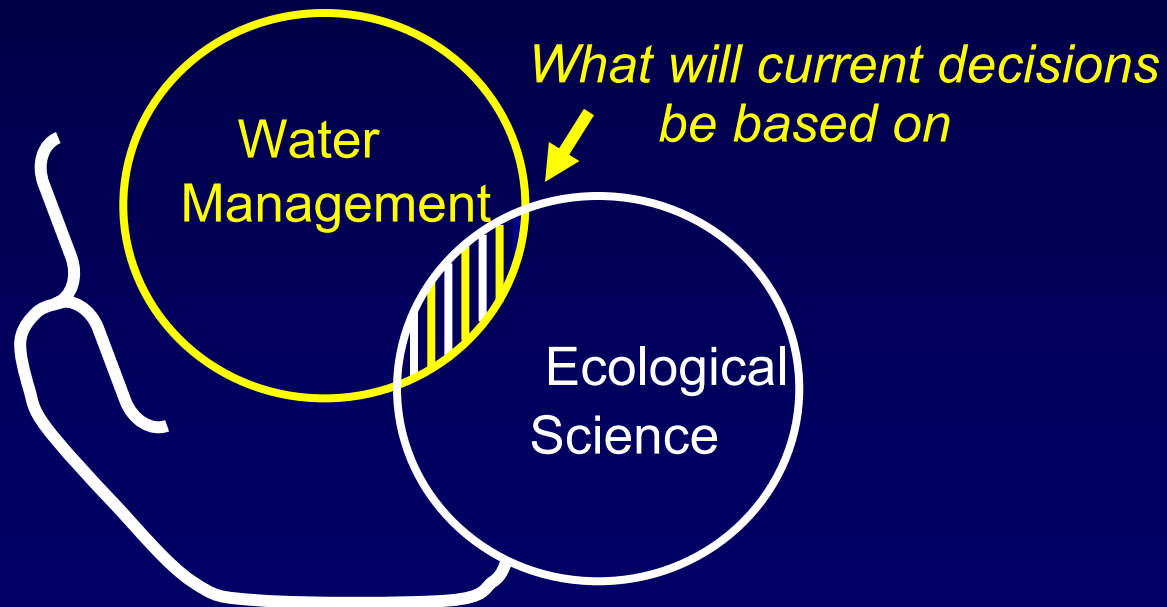 What will current decisions
be based on
Water
Management
Ecological
Science